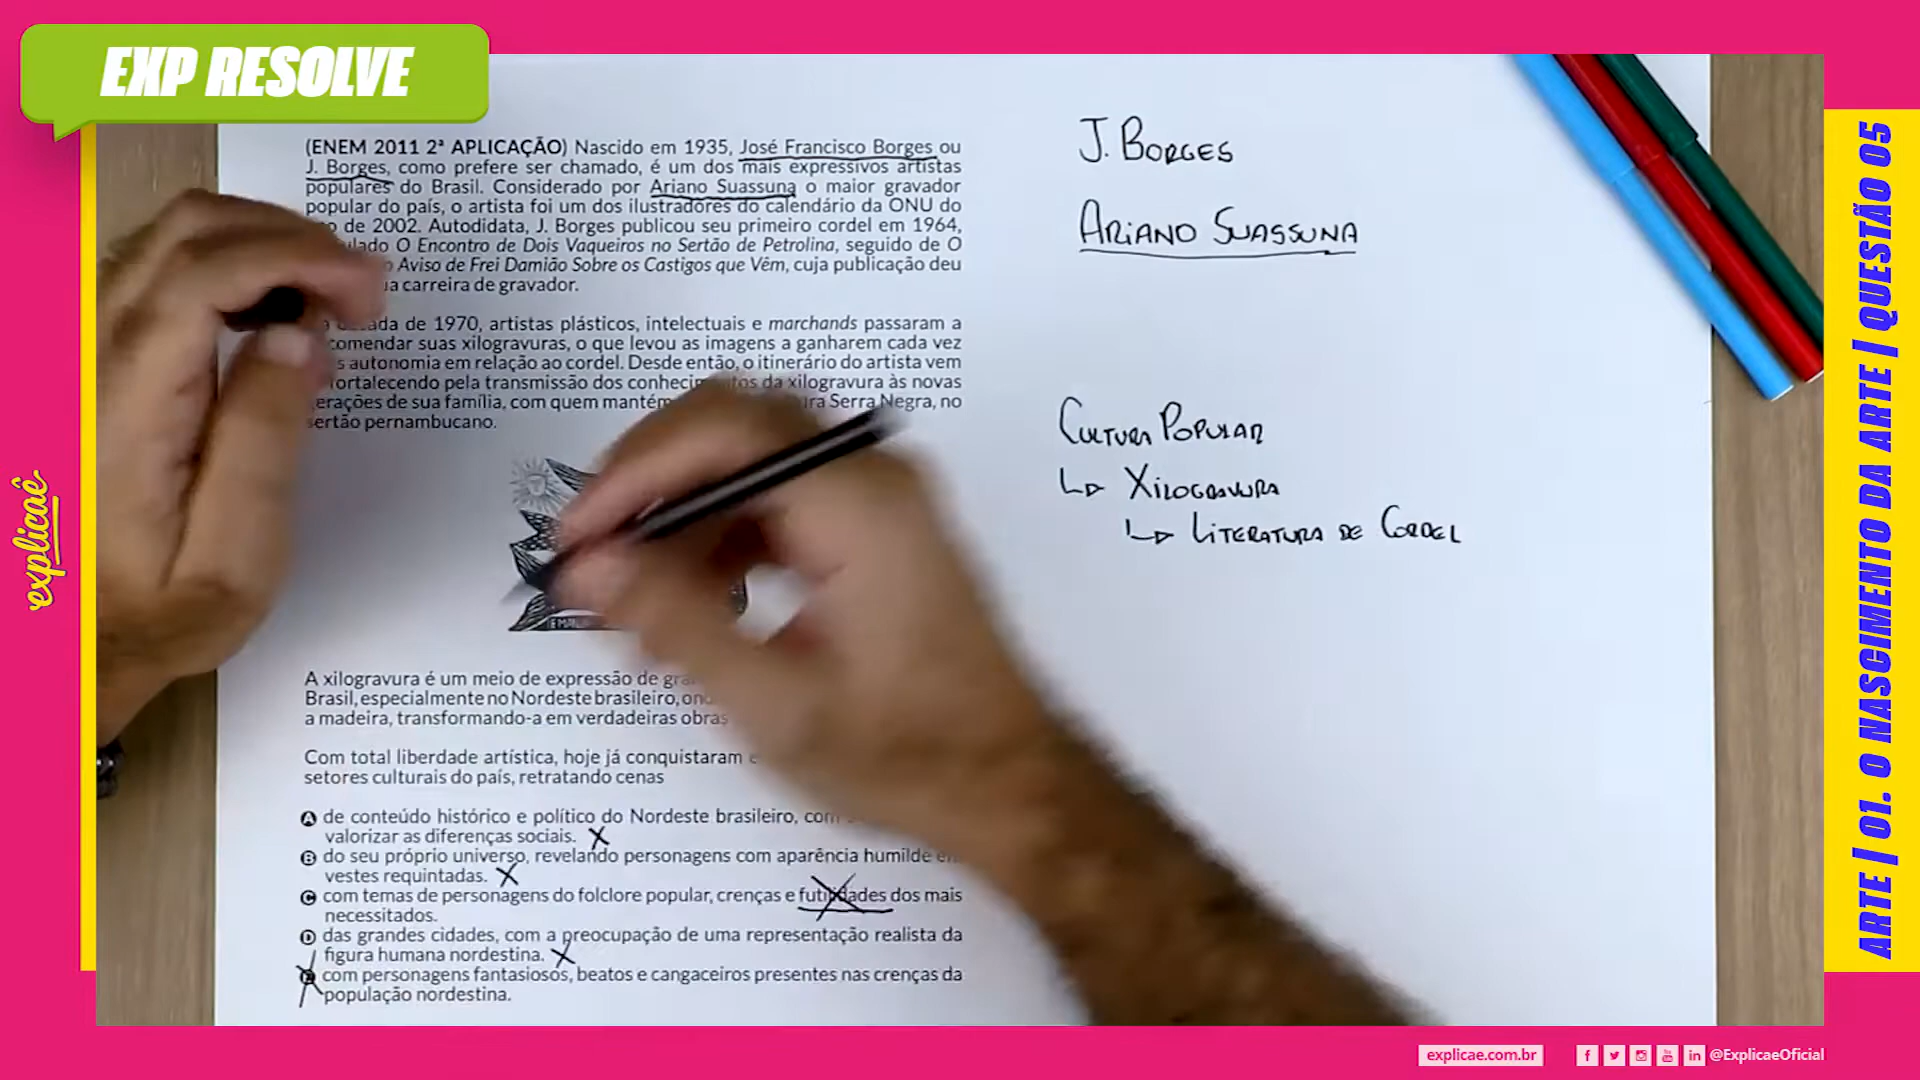 EXP RESOLVE
(ENEM 2011 2ª APLICAÇÃO) Nascido em 1935, José Francisco Borges ou
J. Borges, como prefere ser chamado, é um dos mais expressivos artistas
populares do Brasil. Considerado por Ariano Suassuna o maior gravador
popular do país, o artista foi um dos ilustradores do calendário da ONU do
de 2002. Autodidata, J. Borges publicou seu primeiro cordel em 1964,
O Encontro de Dois Vaqueiros no Sertão de Petrolina, seguido de O
Aviso de Frei Damião Sobre os Castigos que Vêm, cuja publicação deu
carreira de gravador.
de 1970, artistas plásticos, intelectuais e marchands passaram a
suas xilogravuras, o que levou as imagens a ganharem cada vez
autonomia em relação ao cordel. Desde então, o itinerário do artista vem
pela transmissão dos conhecimentos da xilogravura às novas
gerações de sua família, com quem mantém Serra Negra, no
sertão pernambucano.
A xilogravura é um meio de expressão de
Brasil, especialmente no Nordeste brasileiro,
a madeira, transformando-a em verdadeiras obras
Com total liberdade artística, hoje já conquistaram
setores culturais do país, retratando cenas
A de conteúdo histórico e político do Nordeste brasileiro,
valorizar as diferenças sociais. X
B do seu próprio universo, revelando personagens com aparência humilde
vestes requintadas. X
C com temas de personagens do folclore popular, crenças e futilidades dos mais
necessitados.
D das grandes cidades, com a preocupação de uma representação realista da
figura humana nordestina. X
com personagens fantasiosos, beatos e cangaceiros presentes nas crenças da
população nordestina.
J. BORGES
ARIANO SUASSUNA
CULTURA POPULAR
XILOGRAVURA
LITERATURA DE CORDEL
explicaê
ARTE | 01. O NASCIMENTO DA ARTE | QUESTÃO 05
explicae.com.br
@ExplicaeOficial